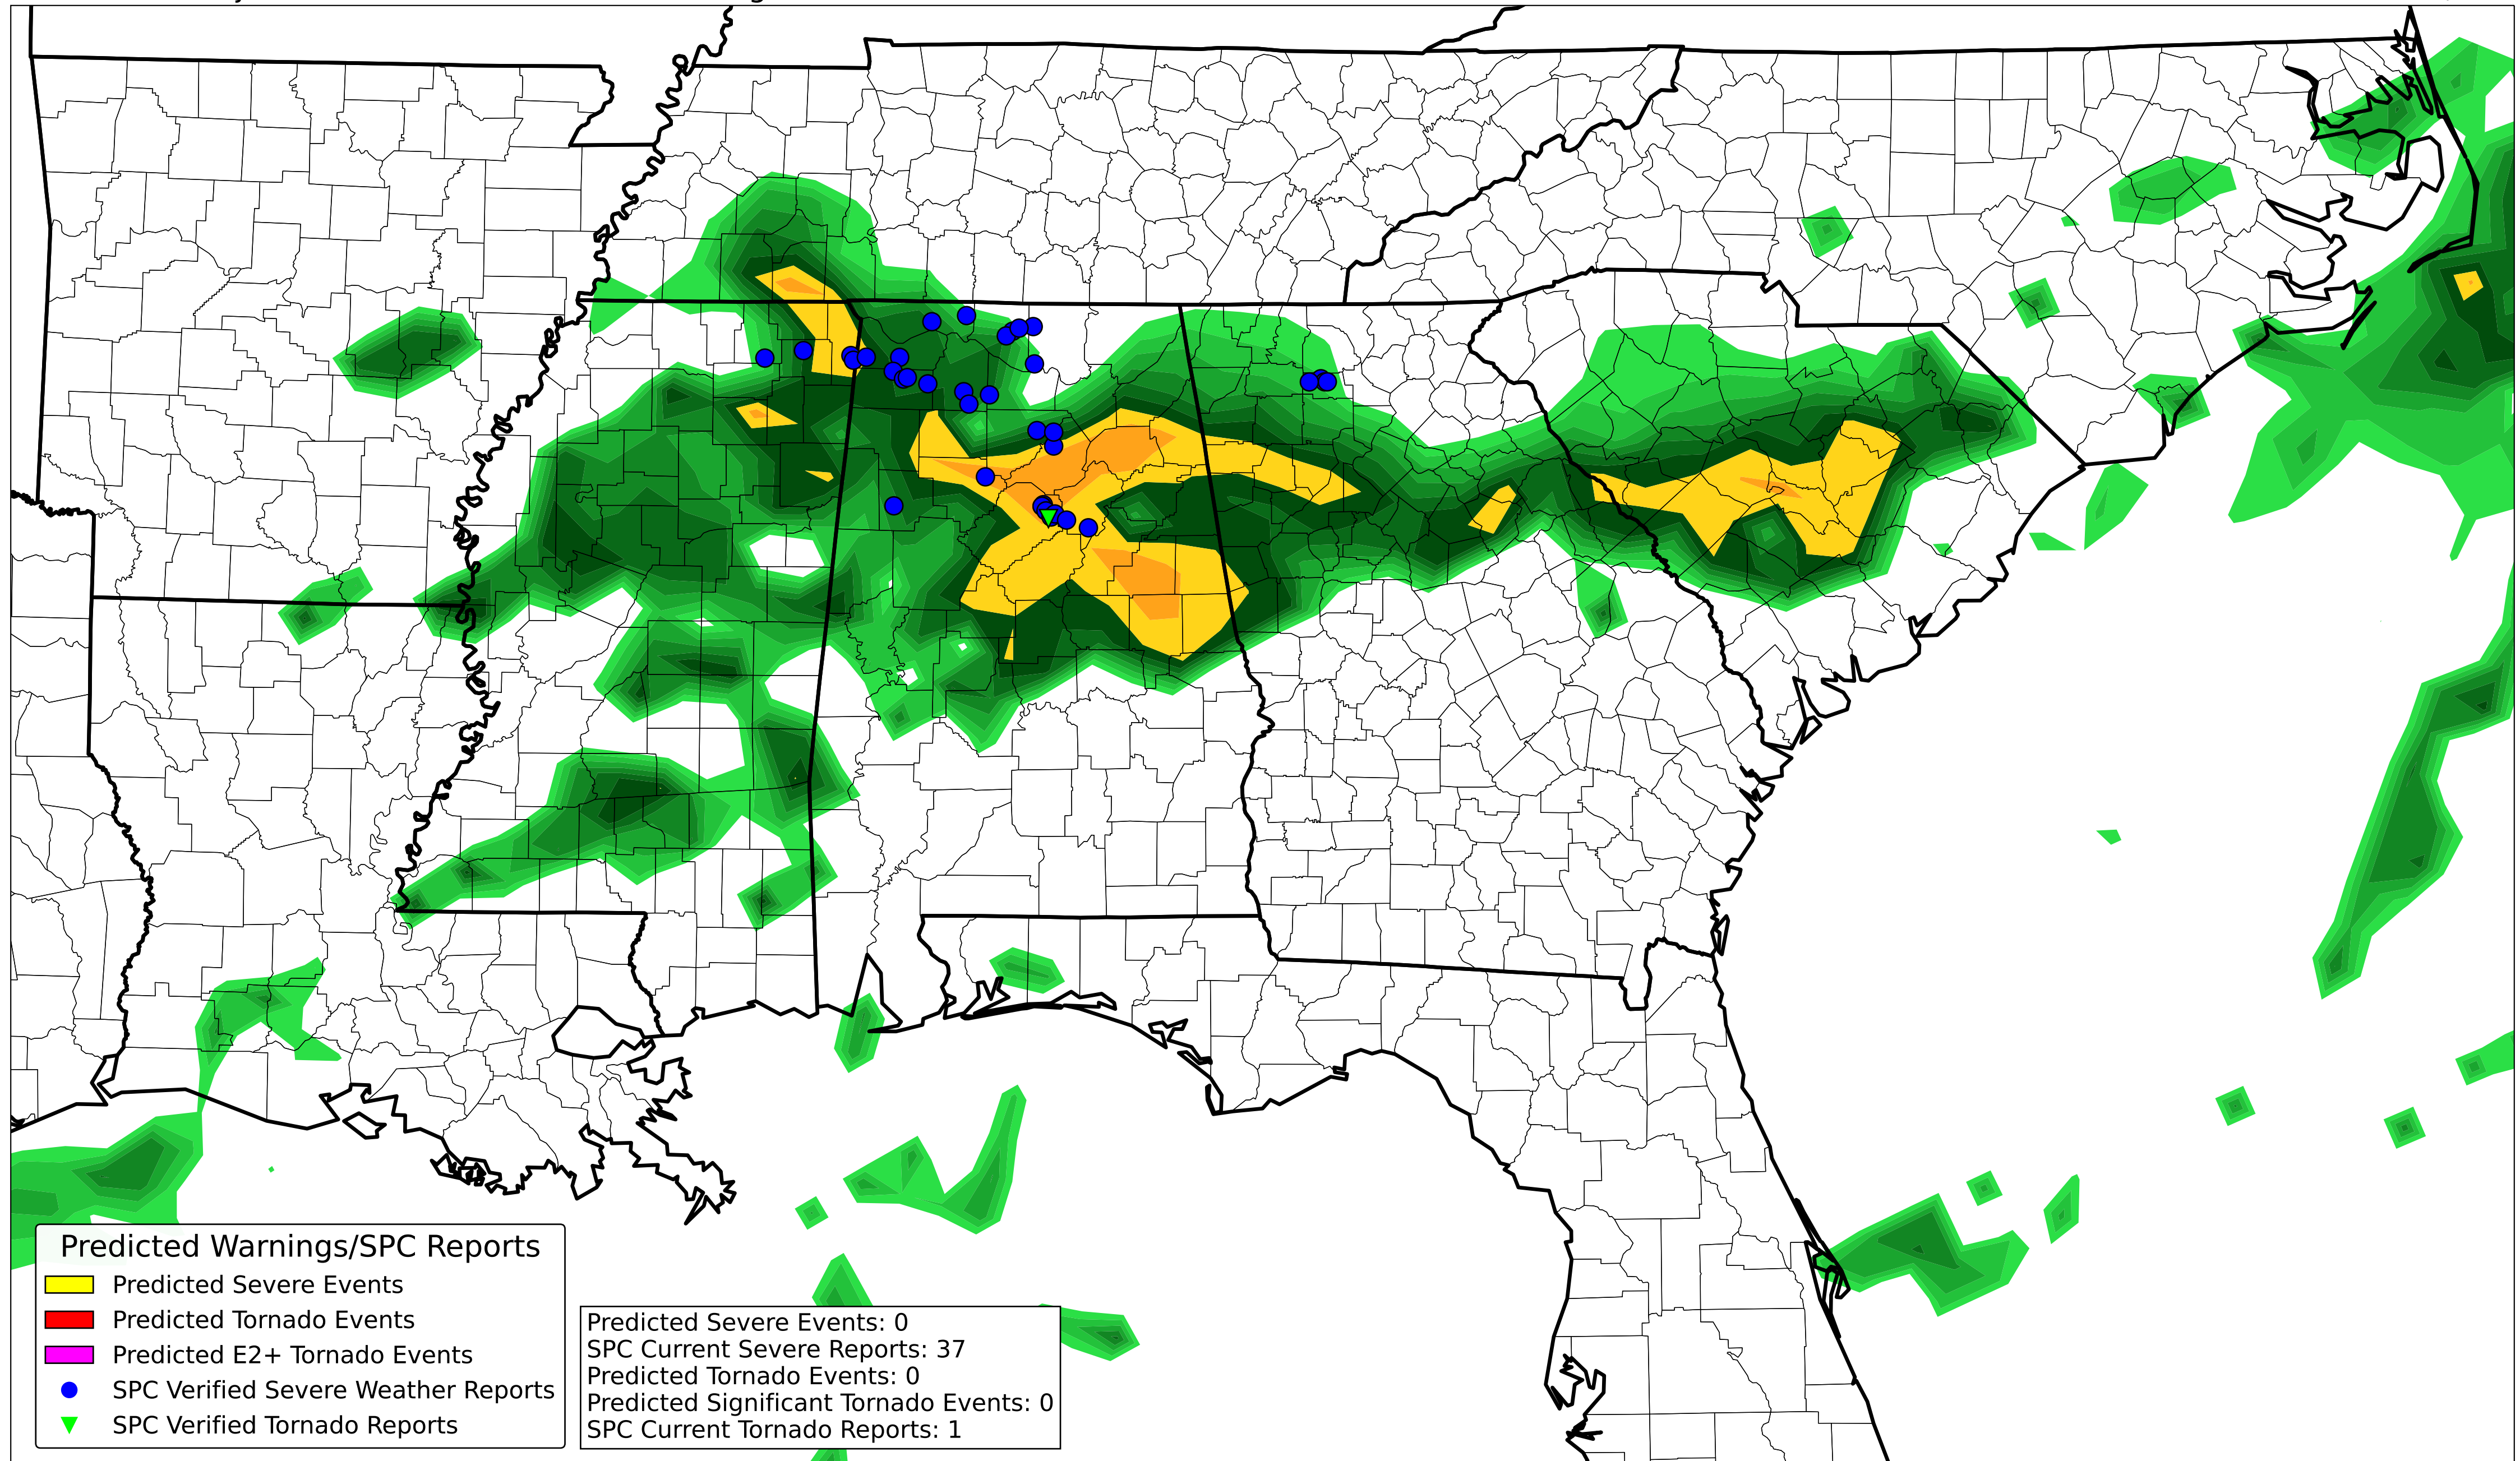 Predicted Warnings/SPC Reports
Predicted Severe Events
Predicted Tornado Events
Predicted E2+ Tornado Events
SPC Verified Severe Weather Reports
SPC Verified Tornado Reports
Predicted Severe Events: 0
SPC Current Severe Reports: 37
Predicted Tornado Events: 0
Predicted Significant Tornado Events: 0
SPC Current Tornado Reports: 1